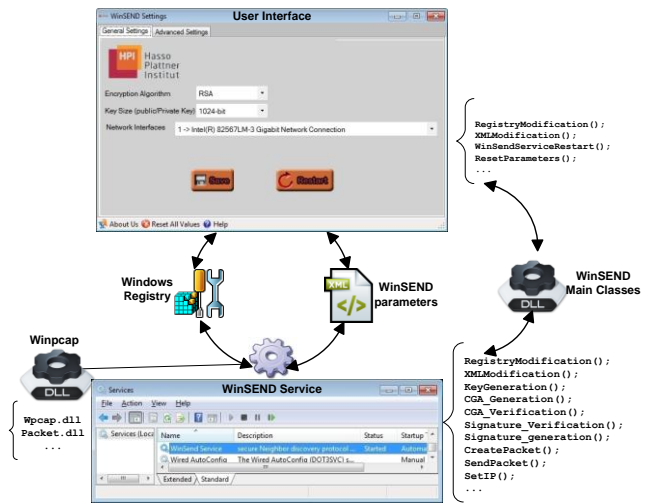 WinSEND Settings
User Interface
General Settings Advanced Settings
HPI Hasso
Plattner
Institut
Encryption Algorithm RSA
Key Size (public/Private Key) 1024-bit
Network Interfaces 1 -> Intel(R) 82567LM-3 Gigabit Network Connection
Save Restart
About Us Reset All Values Help
RegistryModification();
XMLModification();
WinSendServiceRestart();
ResetParameters();
...
Windows
Registry
XML
</>
WinSEND
parameters
DLL
WinSEND
Main Classes
Winpcap
DLL
Wpcap.dll
Packet.dll
...
Services
WinSEND Service
File Action View Help
Services (Loca
Name Description Status Startup
WinSend Service secure Neighbor discovery protocol ... Started Automa
Wired AutoConfig The Wired AutoConfig (DOT3SVC) s... Manual
Extended Standard
RegistryModification();
XMLModification();
KeyGeneration();
CGA_Generation();
CGA_Verification();
Signature_Verification();
Signature_generation();
CreatePacket();
SendPacket();
SetIP();
...